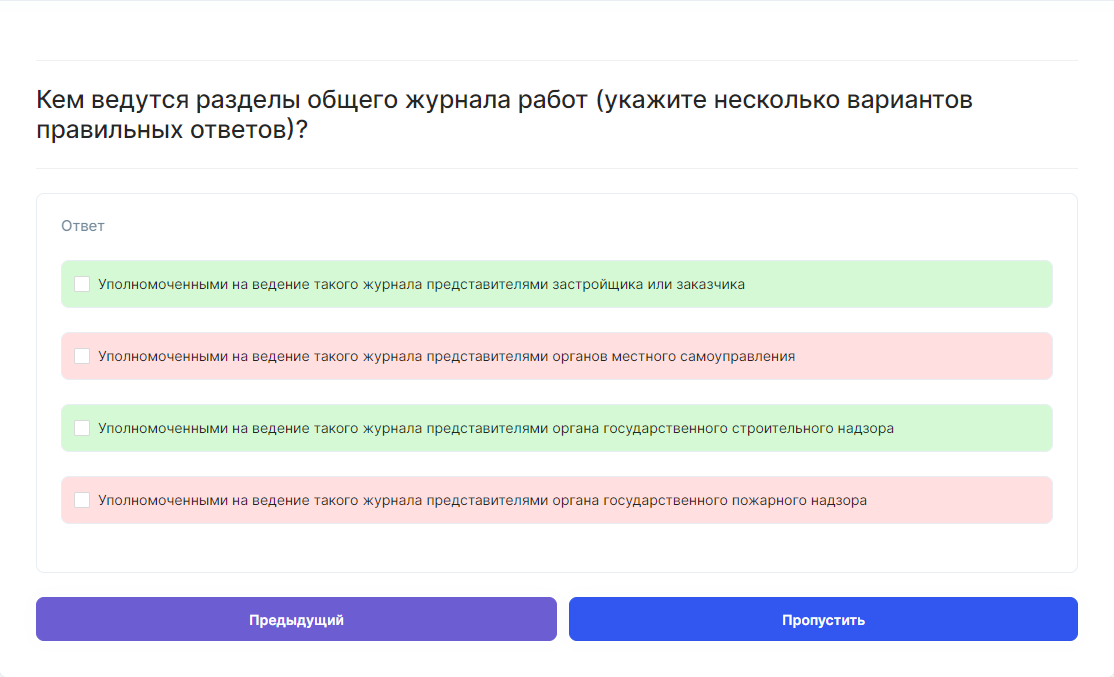 Кем ведутся разделы общего журнала работ (укажите несколько вариантов
правильных ответов)?
Ответ
Уполномоченными на ведение такого журнала представителями застройщика или заказчика
Уполномоченными на ведение такого журнала представителями органов местного самоуправления
Уполномоченными на ведение такого журнала представителями органа государственного строительного надзора
Уполномоченными на ведение такого журнала представителями органа государственного пожарного надзора
Предыдущий
Пропустить